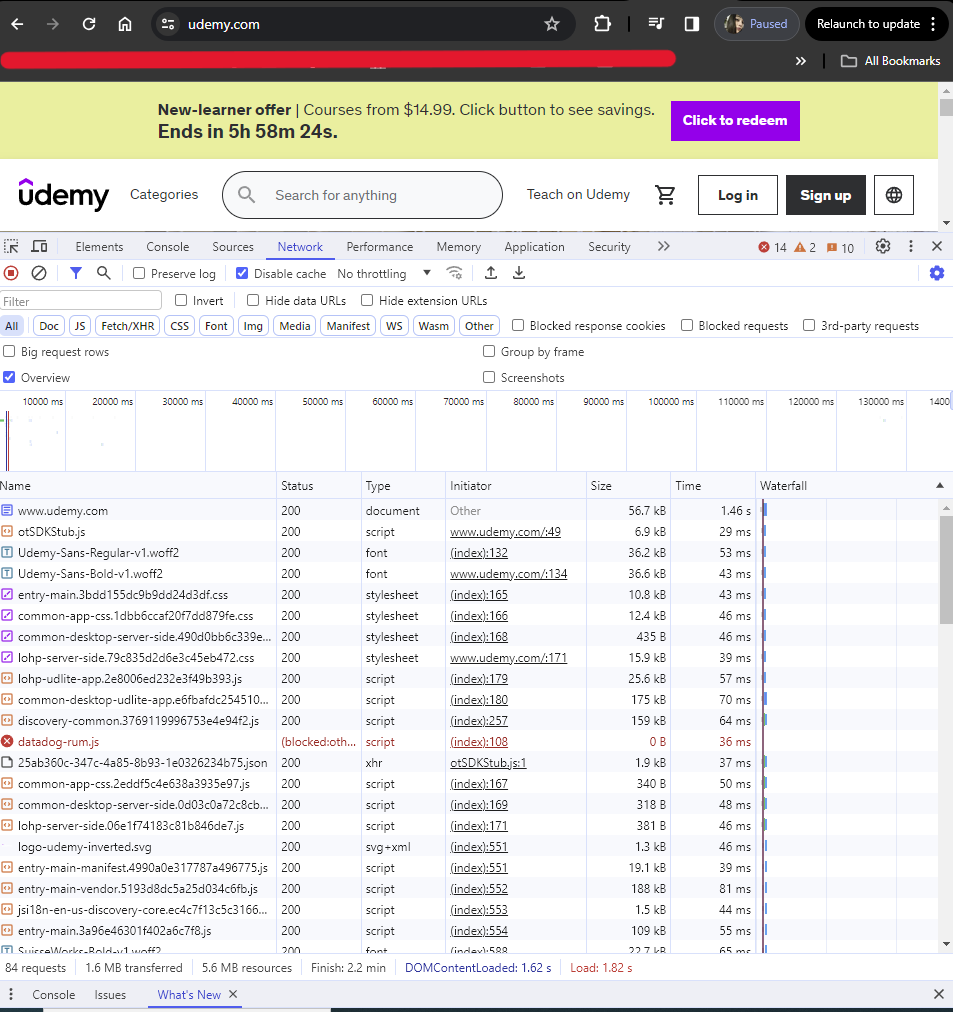 udemy.com
Paused
Relaunch to update
» All Bookmarks
New-learner offer | Courses from $14.99. Click button to see savings.
Ends in 5h 58m 24s.
Click to redeem
ûdemy Categories Search for anything Teach on Udemy Log in Sign up
Elements Console Sources Network Performance Memory Application Security » 14 2 10
Preserve log Disable cache No throttling
Filter Invert Hide data URLs Hide extension URLs
All Doc JS Fetch/XHR CSS Font Img Media Manifest WS Wasm Other Blocked response cookies Blocked requests 3rd-party requests
Big request rows Group by frame
Overview Screenshots
10000 ms 20000 ms 30000 ms 40000 ms 50000 ms 60000 ms 70000 ms 80000 ms 90000 ms 100000 ms 110000 ms 120000 ms 130000 ms 1400
Name Status Type Initiator Size Time Waterfall
www.udemy.com 200 document Other 56.7 kB 1.46 s
otSDKStub.js 200 script www.udemy.com/:49 6.9 kB 29 ms
Udemy-Sans-Regular-v1.woff2 200 font (index):132 36.2 kB 53 ms
Udemy-Sans-Bold-v1.woff2 200 font www.udemy.com/:134 36.6 kB 43 ms
entry-main.3bdd155dc9b9dd24d3df.css 200 stylesheet (index):165 10.8 kB 43 ms
common-app-css.1dbb6ccaf20f7dd879fe.css 200 stylesheet (index):166 12.4 kB 46 ms
common-desktop-server-side.490d0bb6c339e... 200 stylesheet (index):168 435 B 46 ms
lohp-server-side.79c835d2d6e3c45eb472.css 200 stylesheet www.udemy.com/:171 15.9 kB 39 ms
lohp-udlite-app.2e8006ed232e3f49b393.js 200 script (index):179 25.6 kB 57 ms
common-desktop-udlite-app.e6fbafdc254510... 200 script (index):180 175 kB 70 ms
discovery-common.3769119996753e4e94f2.js 200 script (index):257 159 kB 64 ms
datadog-rum.js (blocked:oth... script (index):108 0 B 36 ms
25ab360c-347c-4a85-8b93-1e0326234b75.json 200 xhr otSDKStub.js:1 1.9 kB 37 ms
common-app-css.2eddf5c4e638a3935e97.js 200 script (index):167 340 B 50 ms
common-desktop-server-side.0d03c0a72c8cb... 200 script (index):169 318 B 48 ms
lohp-server-side.06e1f74183c81b846de7.js 200 script (index):171 381 B 46 ms
logo-udemy-inverted.svg 200 svg+xml (index):551 1.3 kB 46 ms
entry-main-manifest.4990a0e317787a496775.js 200 script (index):551 19.1 kB 39 ms
entry-main-vendor.5193d8dc5a25d034c6fb.js 200 script (index):552 188 kB 81 ms
jsi18n-en-us-discovery-core.ec4c7f13c5c3166... 200 script (index):553 1.5 kB 44 ms
entry-main.3a96e46301f402a6c7f8.js 200 script (index):554 109 kB 55 ms
SuisseWorks-Bold-v1.woff2 200 font (index):588 22.7 kB 65 ms
84 requests 1.6 MB transferred 5.6 MB resources Finish: 2.2 min DOMContentLoaded: 1.62 s Load: 1.82 s
Console Issues What's New